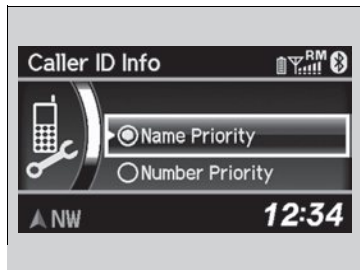 Caller ID Info
RM
Name Priority
Number Priority
NW
12:34